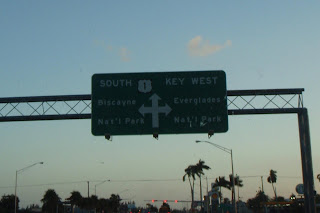 SOUTH 1 KEY WEST
Biscayne Everglades
Nat'l Park Nat'l Park